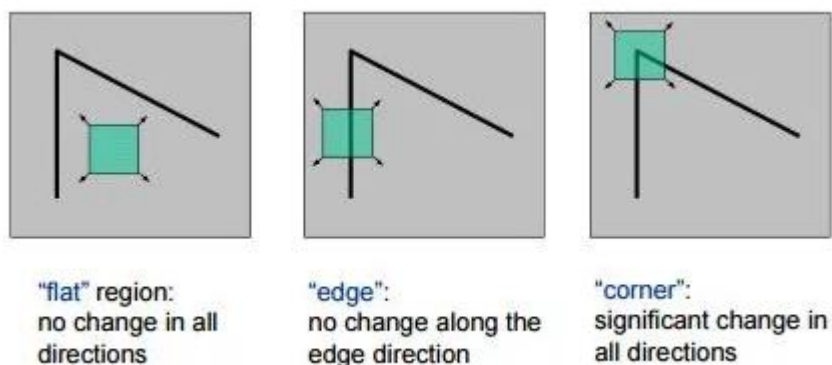 "flat" region:
no change in all
directions
"edge":
no change along the
edge direction
"corner":
significant change in
all directions